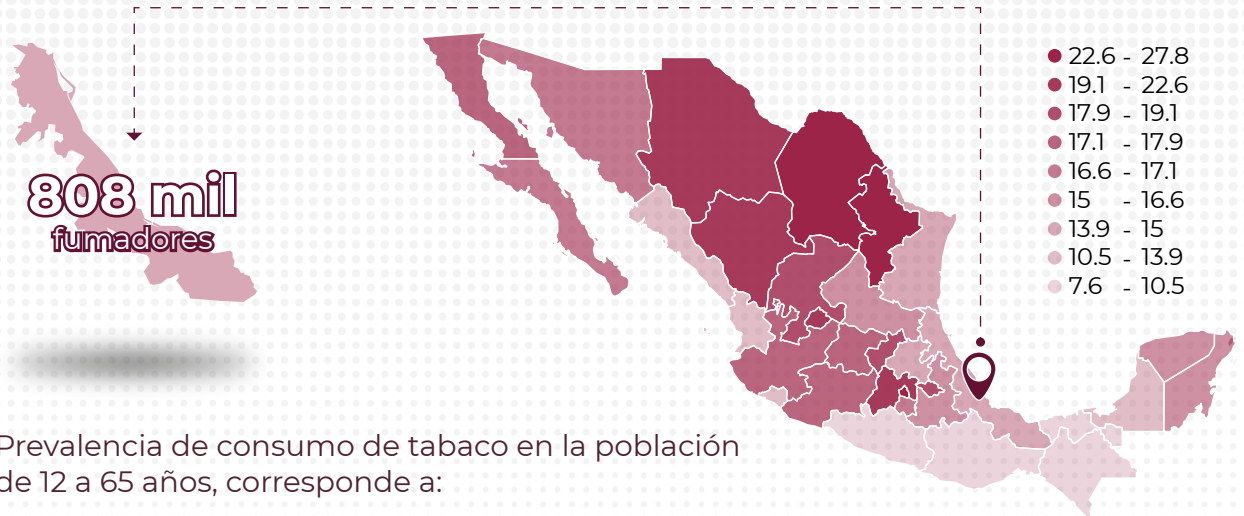 22.6 - 27.8
19.1 - 22.6
17.9 - 19.1
17.1 - 17.9
16.6 - 17.1
15 - 16.6
13.9 - 15
10.5 - 13.9
7.6 - 10.5
808 mil
fumadores
Prevalencia de consumo de tabaco en la población
de 12 a 65 años, corresponde a: